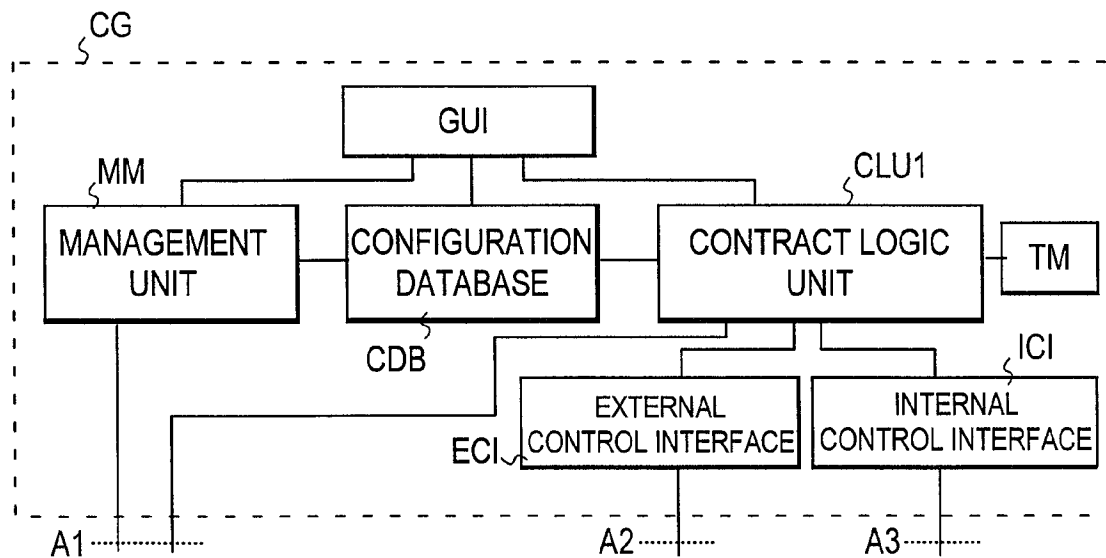 CG
GUI
MM
CLU1
MANAGEMENT
UNIT
CONFIGURATION
DATABASE
CONTRACT LOGIC
UNIT
TM
CDB
ICI
EXTERNAL
CONTROL INTERFACE
INTERNAL
CONTROL INTERFACE
ECI
A1
A2
A3